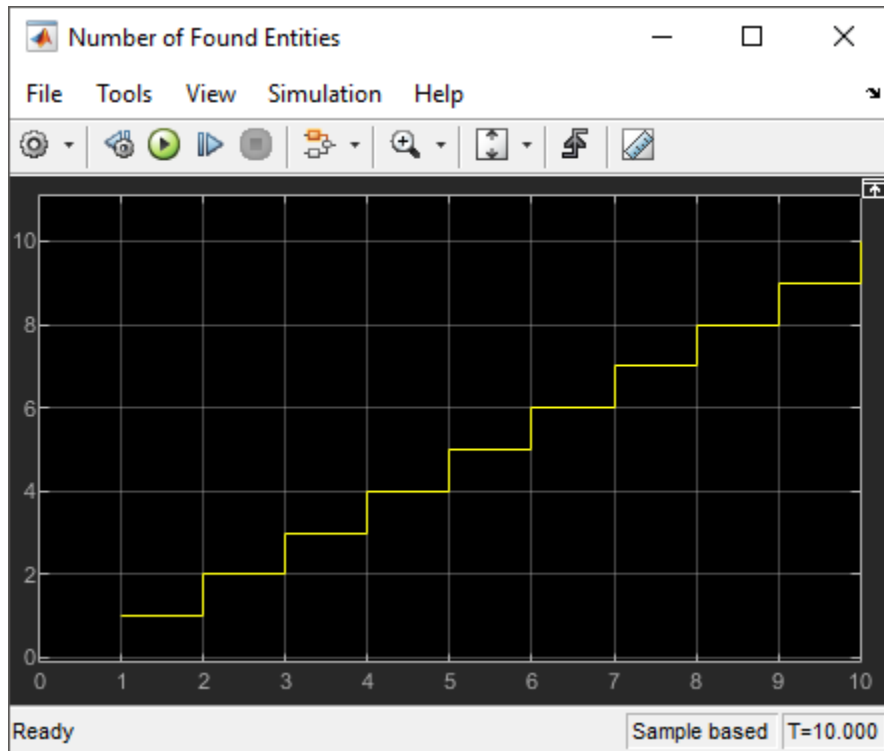 Number of Found Entities
File Tools View Simulation Help
10
8
6
4
2
0
0 1 2 3 4 5 6 7 8 9 10
Ready Sample based T=10.000